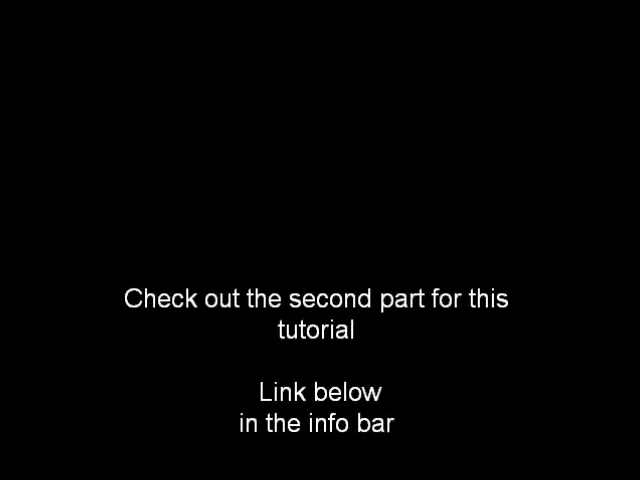 Check out the second part for this
tutorial
Link below
in the info bar